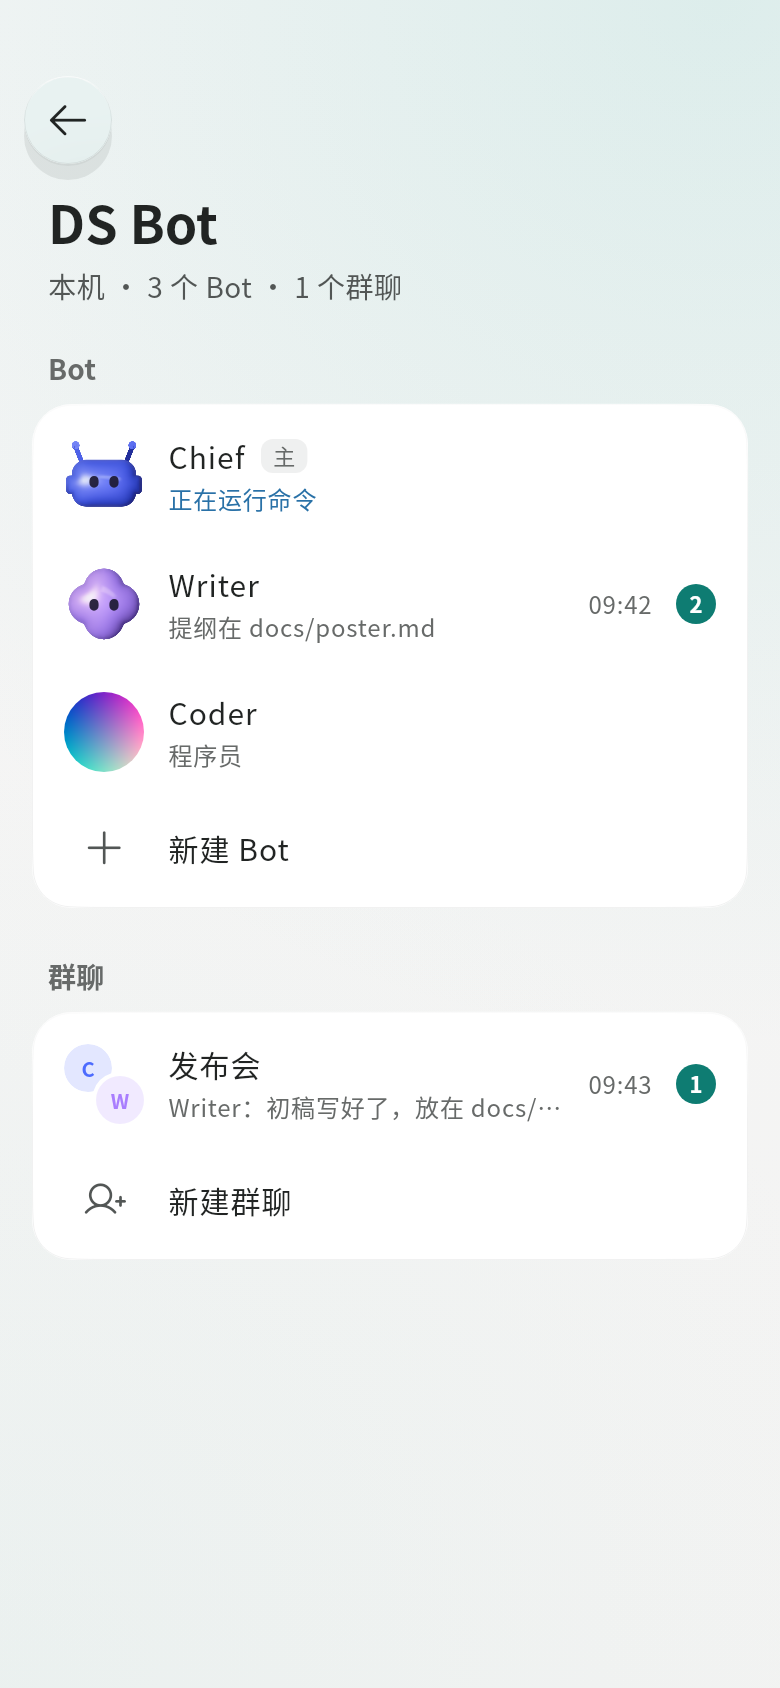 DS Bot
本机 · 3 个 Bot · 1 个群聊
Bot
Chief 主
正在运行命令
Writer
提纲在 docs/poster.md
09:42 2
Coder
程序员
新建 Bot
群聊
C
W
发布会
Writer：初稿写好了，放在 docs/…
09:43 1
新建群聊